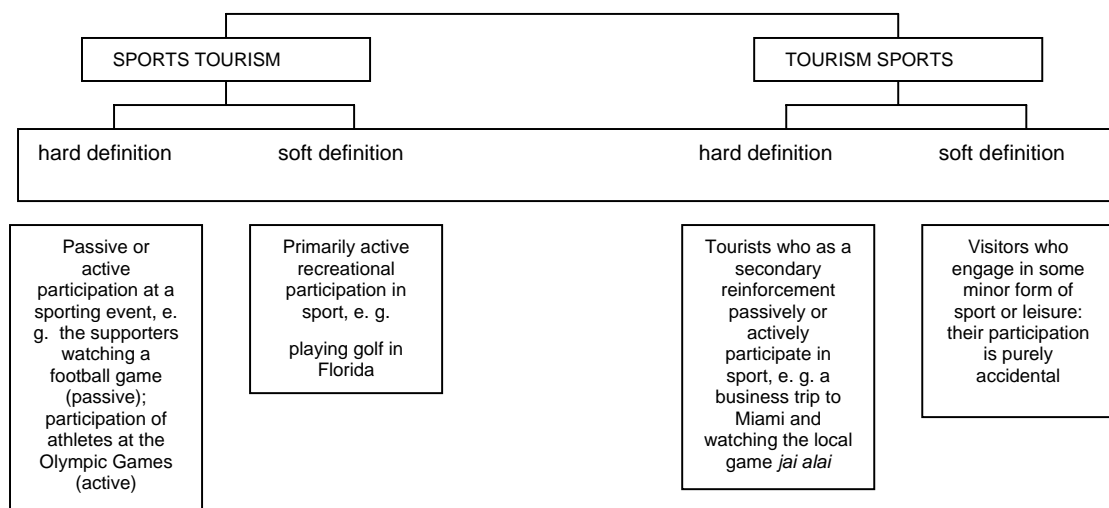 SPORTS TOURISM
TOURISM SPORTS
hard definition
soft definition
hard definition
soft definition
Passive or
active
participation at a
sporting event, e.
g.  the supporters
watching a
football game
(passive);
participation of
athletes at the
Olympic Games
(active)
Primarily active
recreational
participation in
sport, e. g.
playing golf in
Florida
Tourists who as a
secondary
reinforcement
passively or
actively
participate in
sport, e. g. a
business trip to
Miami and
watching the local
game jai alai
Visitors who
engage in some
minor form of
sport or leisure:
their participation
is purely
accidental